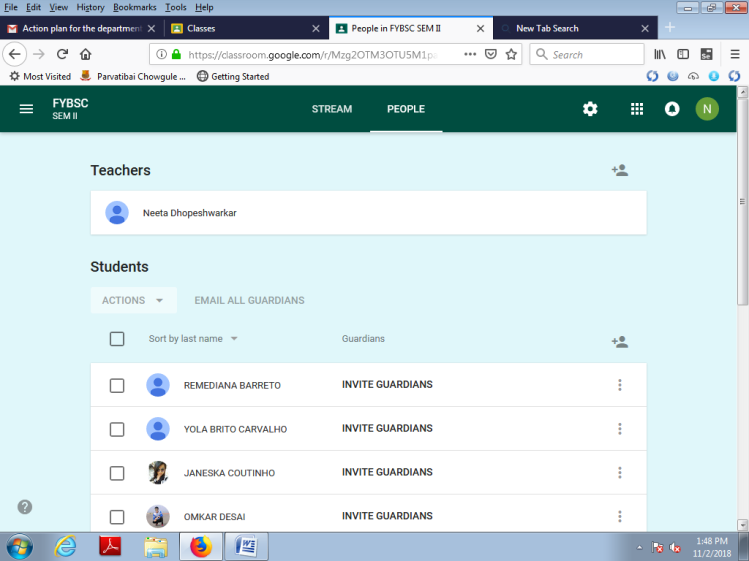 File Edit View History Bookmarks Tools Help
Action plan for the department
Classes
People in FYBSC SEM II
New Tab Search
https://classroom.google.com/r/Mzg2OTM3OTU5M1pa
Search
Most Visited
Parvatibai Chowgule ...
Getting Started
FYBSC
SEM II
STREAM
PEOPLE
N
Teachers
Neeta Dhopeshwarkar
Students
ACTIONS
EMAIL ALL GUARDIANS
Sort by last name
Guardians
REMEDIANA BARRETO INVITE GUARDIANS
YOLA BRITO CARVALHO INVITE GUARDIANS
JANESKA COUTINHO INVITE GUARDIANS
OMKAR DESAI INVITE GUARDIANS
1:48 PM
11/2/2018